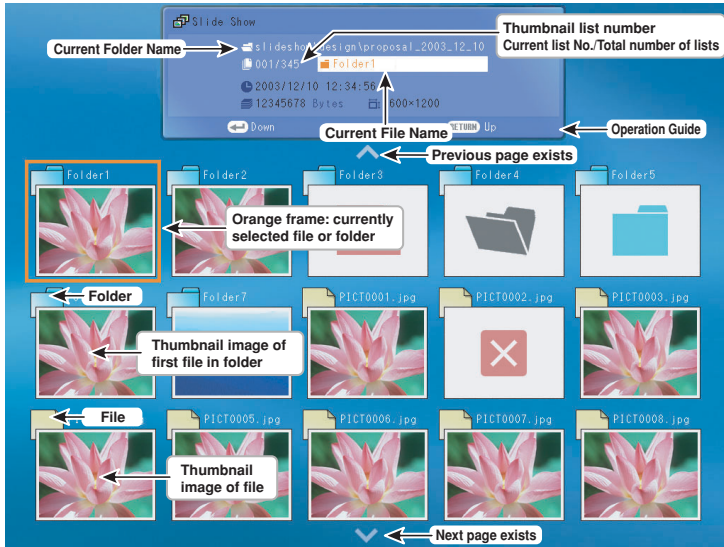 Slide Show
Thumbnail list number
Current list No./Total number of lists
Current Folder Name
slideshow\design\proposal_2003_12_10
001/345
Folder1
2003/12/10 12:34:56
12345678 Bytes
1600×1200
Down
Current File Name
RETURN Up
Operation Guide
Previous page exists
Folder1
Folder2
Folder3
Folder4
Folder5
Orange frame: currently
selected file or folder
Folder
Folder7
PICT0001.jpg
PICT0002.jpg
PICT0003.jpg
Thumbnail image of
first file in folder
File
PICT0005.jpg
PICT0006.jpg
PICT0007.jpg
PICT0008.jpg
Thumbnail
image of file
Next page exists